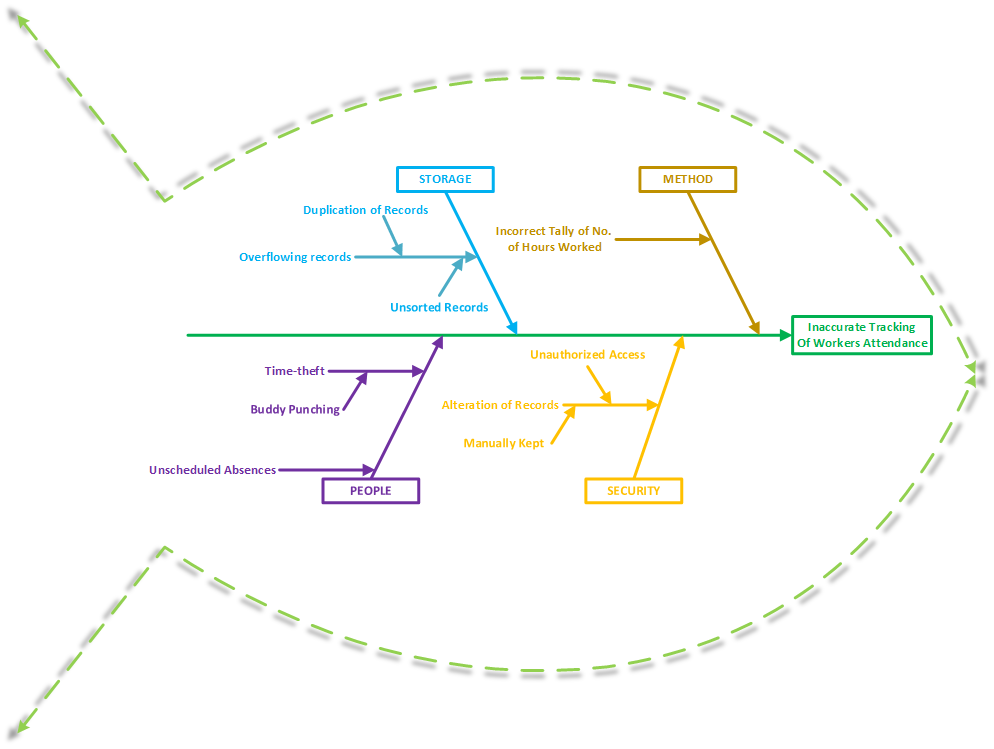 STORAGE
METHOD
Duplication of Records
Incorrect Tally of No.
of Hours Worked
Overflowing records
Unsorted Records
Inaccurate Tracking
Of Workers Attendance
Unauthorized Access
Time-theft
Buddy Punching
Alteration of Records
Manually Kept
Unscheduled Absences
PEOPLE
SECURITY